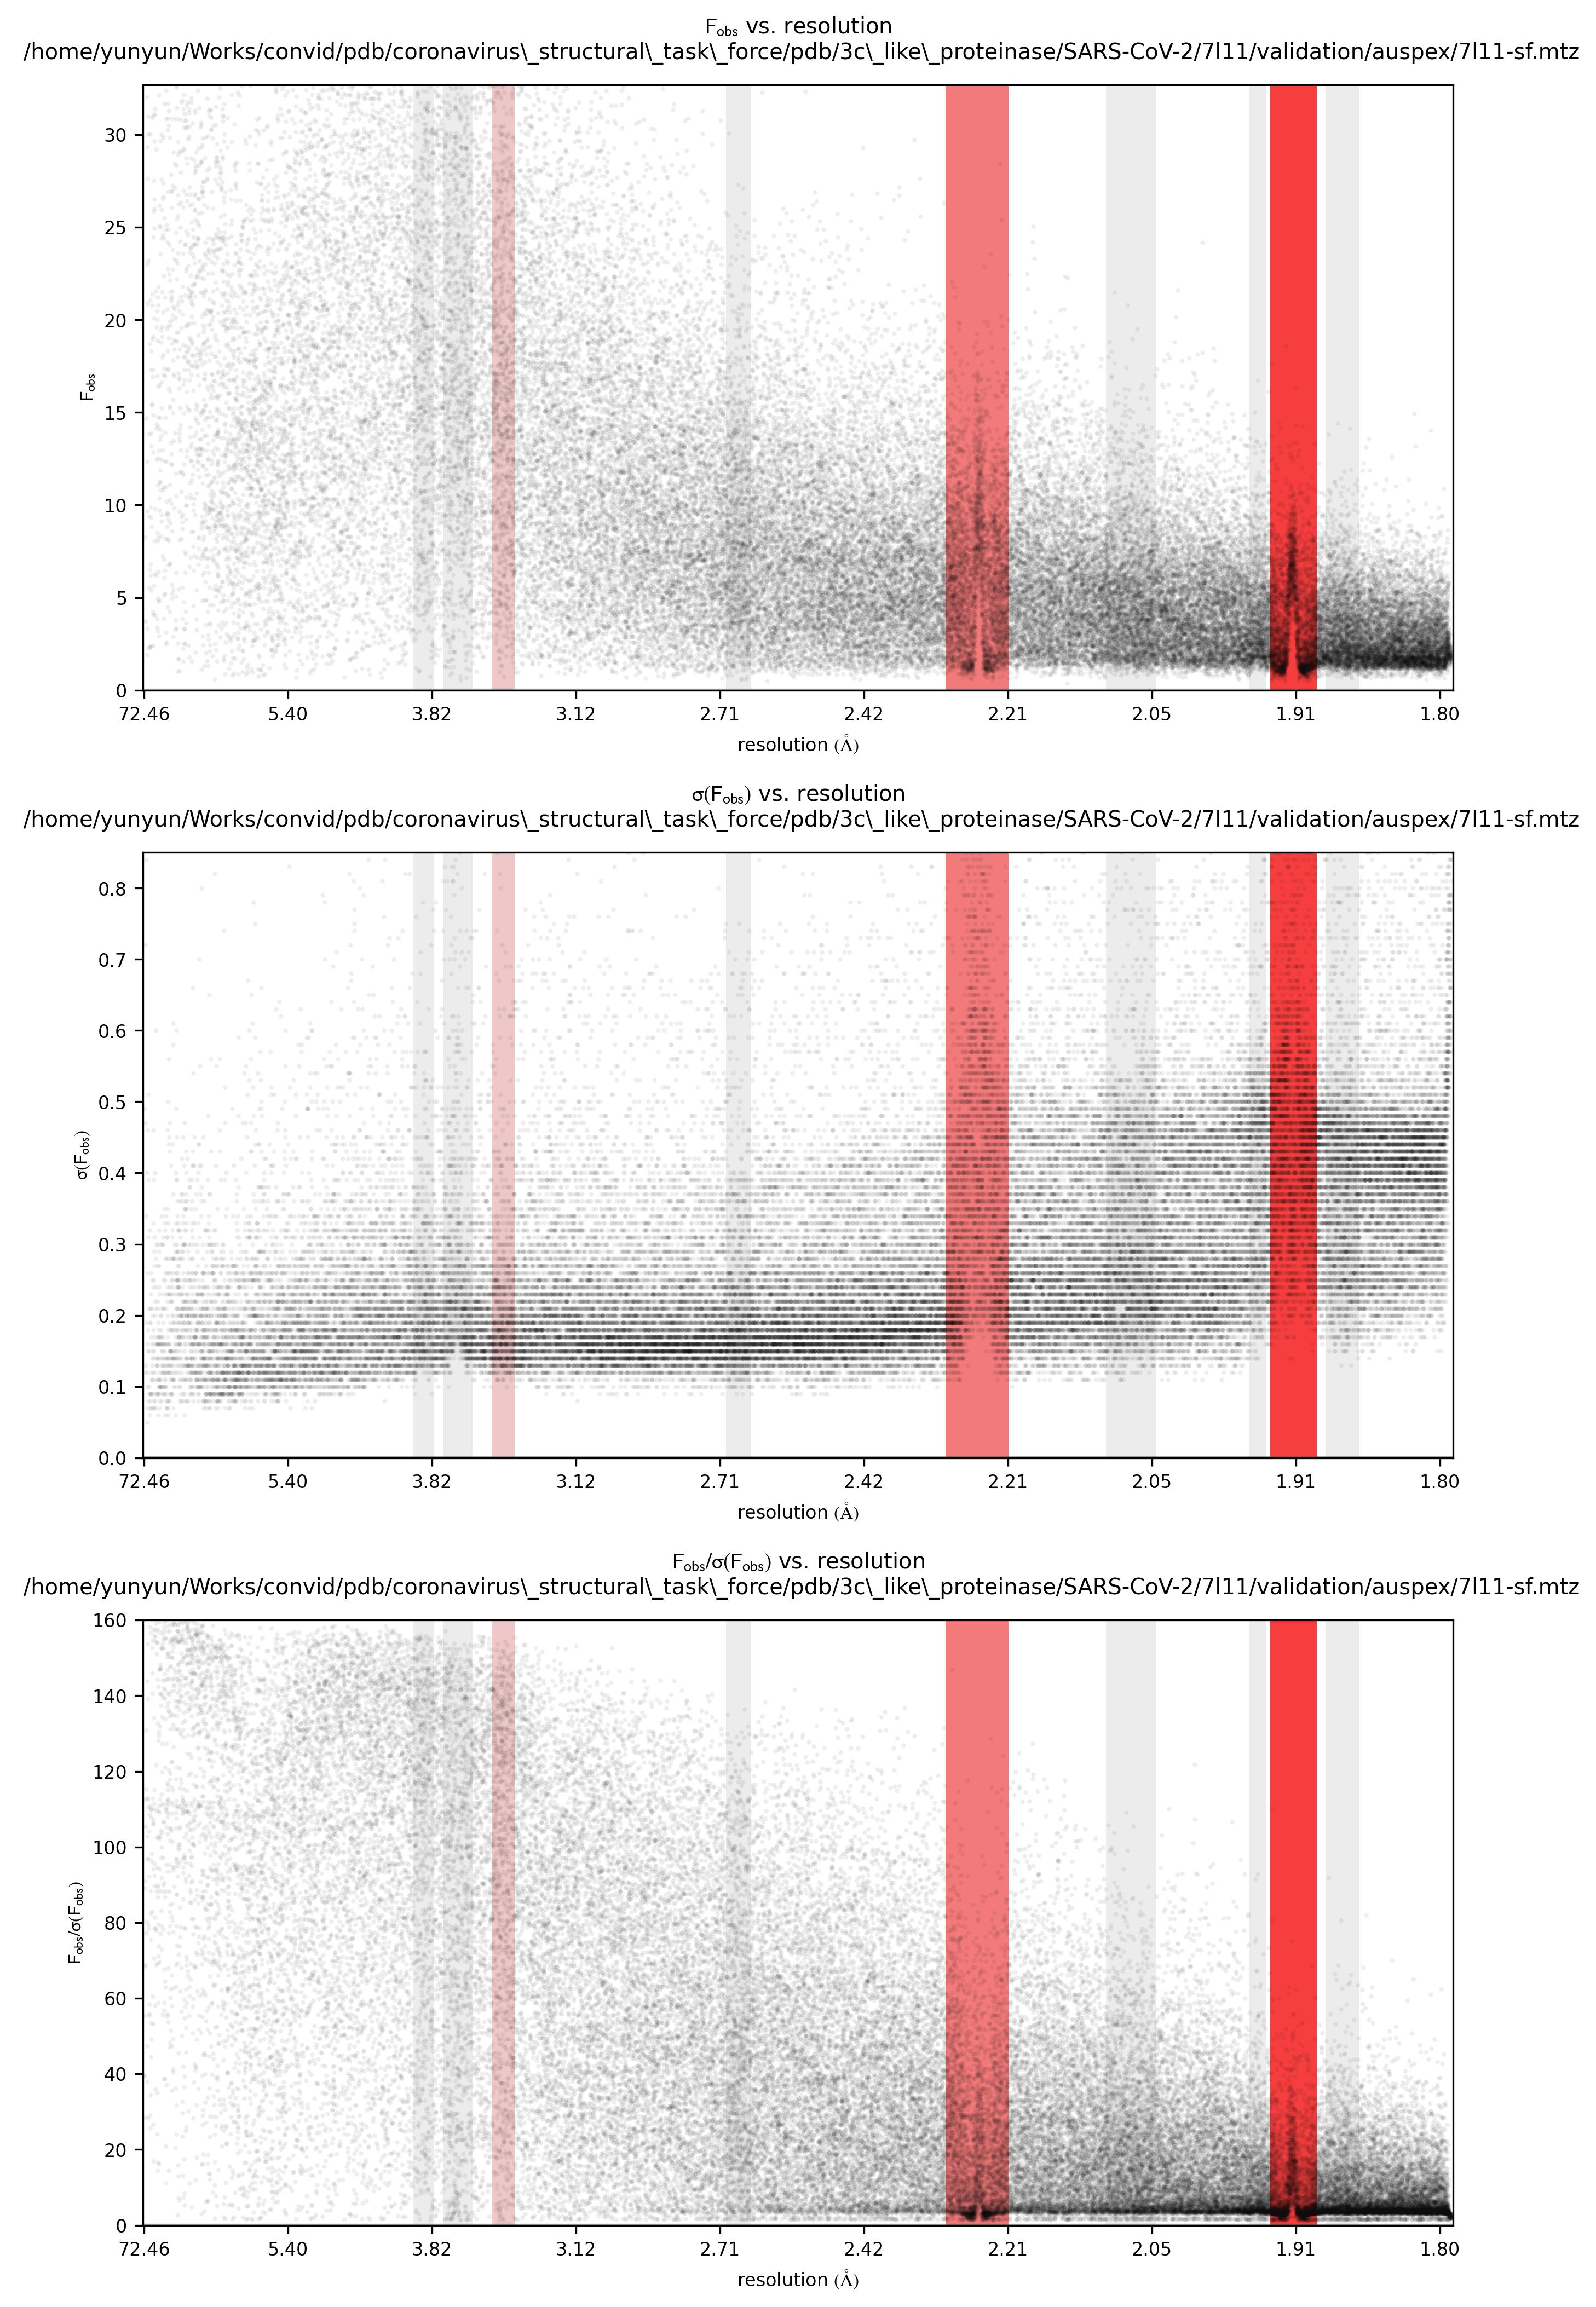 Fobs vs. resolution
/home/yunyun/Works/convid/pdb/coronavirus\_structural\_task\_force/pdb/3c\_like\_proteinase/SARS-CoV-2/7l11/validation/auspex/7l11-sf.mtz
30
25
20
15
10
5
0
Fobs
72.46 5.40 3.82 3.12 2.71 2.42 2.21 2.05 1.91 1.80
resolution (Å)
σ(Fobs) vs. resolution
/home/yunyun/Works/convid/pdb/coronavirus\_structural\_task\_force/pdb/3c\_like\_proteinase/SARS-CoV-2/7l11/validation/auspex/7l11-sf.mtz
0.8
0.7
0.6
0.5
0.4
0.3
0.2
0.1
0.0
σ(Fobs)
72.46 5.40 3.82 3.12 2.71 2.42 2.21 2.05 1.91 1.80
resolution (Å)
Fobs/σ(Fobs) vs. resolution
/home/yunyun/Works/convid/pdb/coronavirus\_structural\_task\_force/pdb/3c\_like\_proteinase/SARS-CoV-2/7l11/validation/auspex/7l11-sf.mtz
160
140
120
100
80
60
40
20
0
Fobs/σ(Fobs)
72.46 5.40 3.82 3.12 2.71 2.42 2.21 2.05 1.91 1.80
resolution (Å)